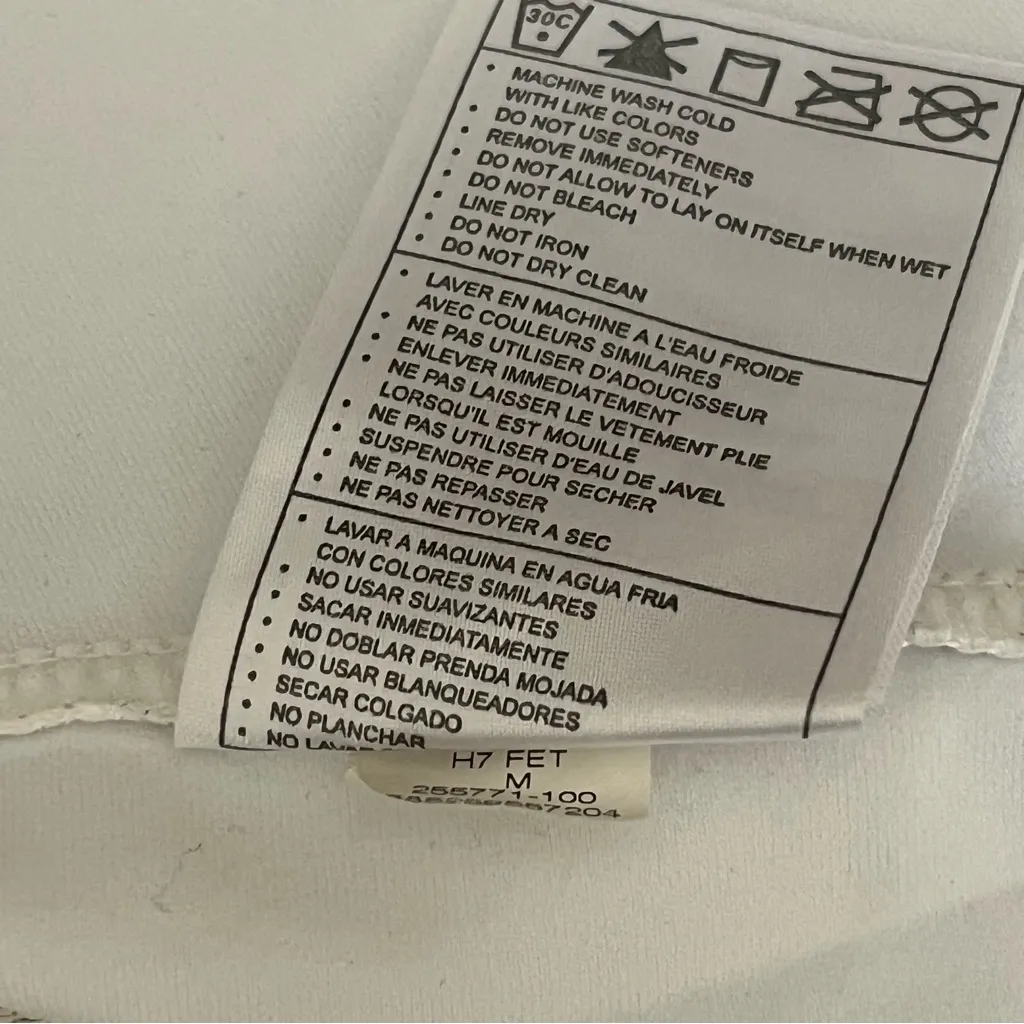 30C
MACHINE WASH COLD
WITH LIKE COLORS
DO NOT USE SOFTENERS
REMOVE IMMEDIATELY
DO NOT ALLOW TO LAY ON ITSELF WHEN WET
DO NOT BLEACH
LINE DRY
DO NOT IRON
DO NOT DRY CLEAN
LAVER EN MACHINE A L'EAU FROIDE
AVEC COULEURS SIMILAIRES
NE PAS UTILISER D'ADOUCISSEUR
ENLEVER IMMEDIATEMENT
NE PAS LAISSER LE VETEMENT PLIE
LORSQU'IL EST MOUILLE
NE PAS UTILISER D'EAU DE JAVEL
SUSPENDRE POUR SECHER
NE PAS REPASSER
NE PAS NETTOYER A SEC
LAVAR A MAQUINA EN AGUA FRIA
CON COLORES SIMILARES
NO USAR SUAVIZANTES
SACAR INMEDIATAMENTE
NO DOBLAR PRENDA MOJADA
NO USAR BLANQUEADORES
SECAR COLGADO
NO PLANCHAR
NO
H7 FET
M
255771-100